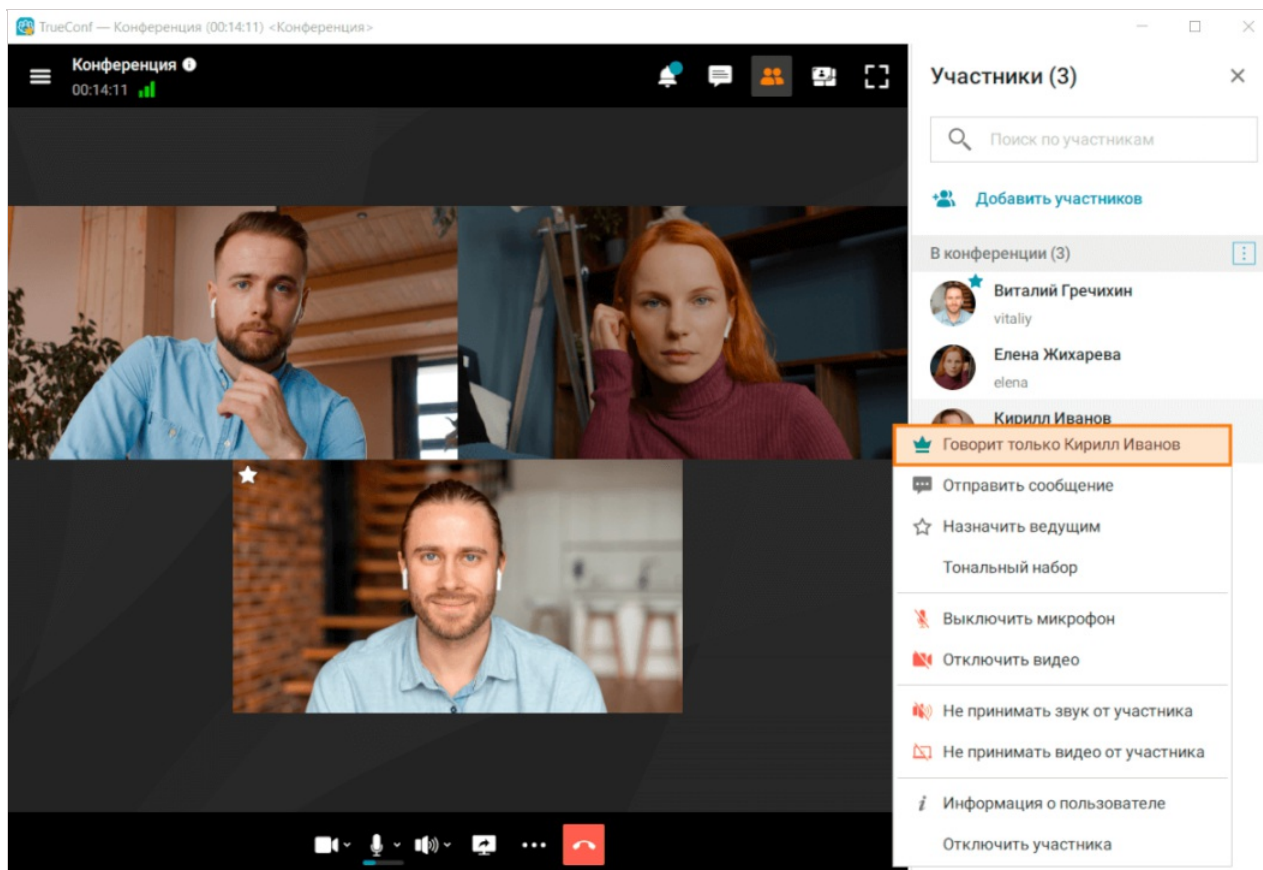 TrueConf — Конференция (00:14:11) <Конференция>
Конференция
00:14:11
Участники (3)
Поиск по участникам
Добавить участников
В конференции (3)
Виталий Гречихин
vitaliy
Елена Жихарева
elena
Кирилл Иванов
Говорит только Кирилл Иванов
Отправить сообщение
Назначить ведущим
Тональный набор
Выключить микрофон
Отключить видео
Не принимать звук от участника
Не принимать видео от участника
Информация о пользователе
Отключить участника